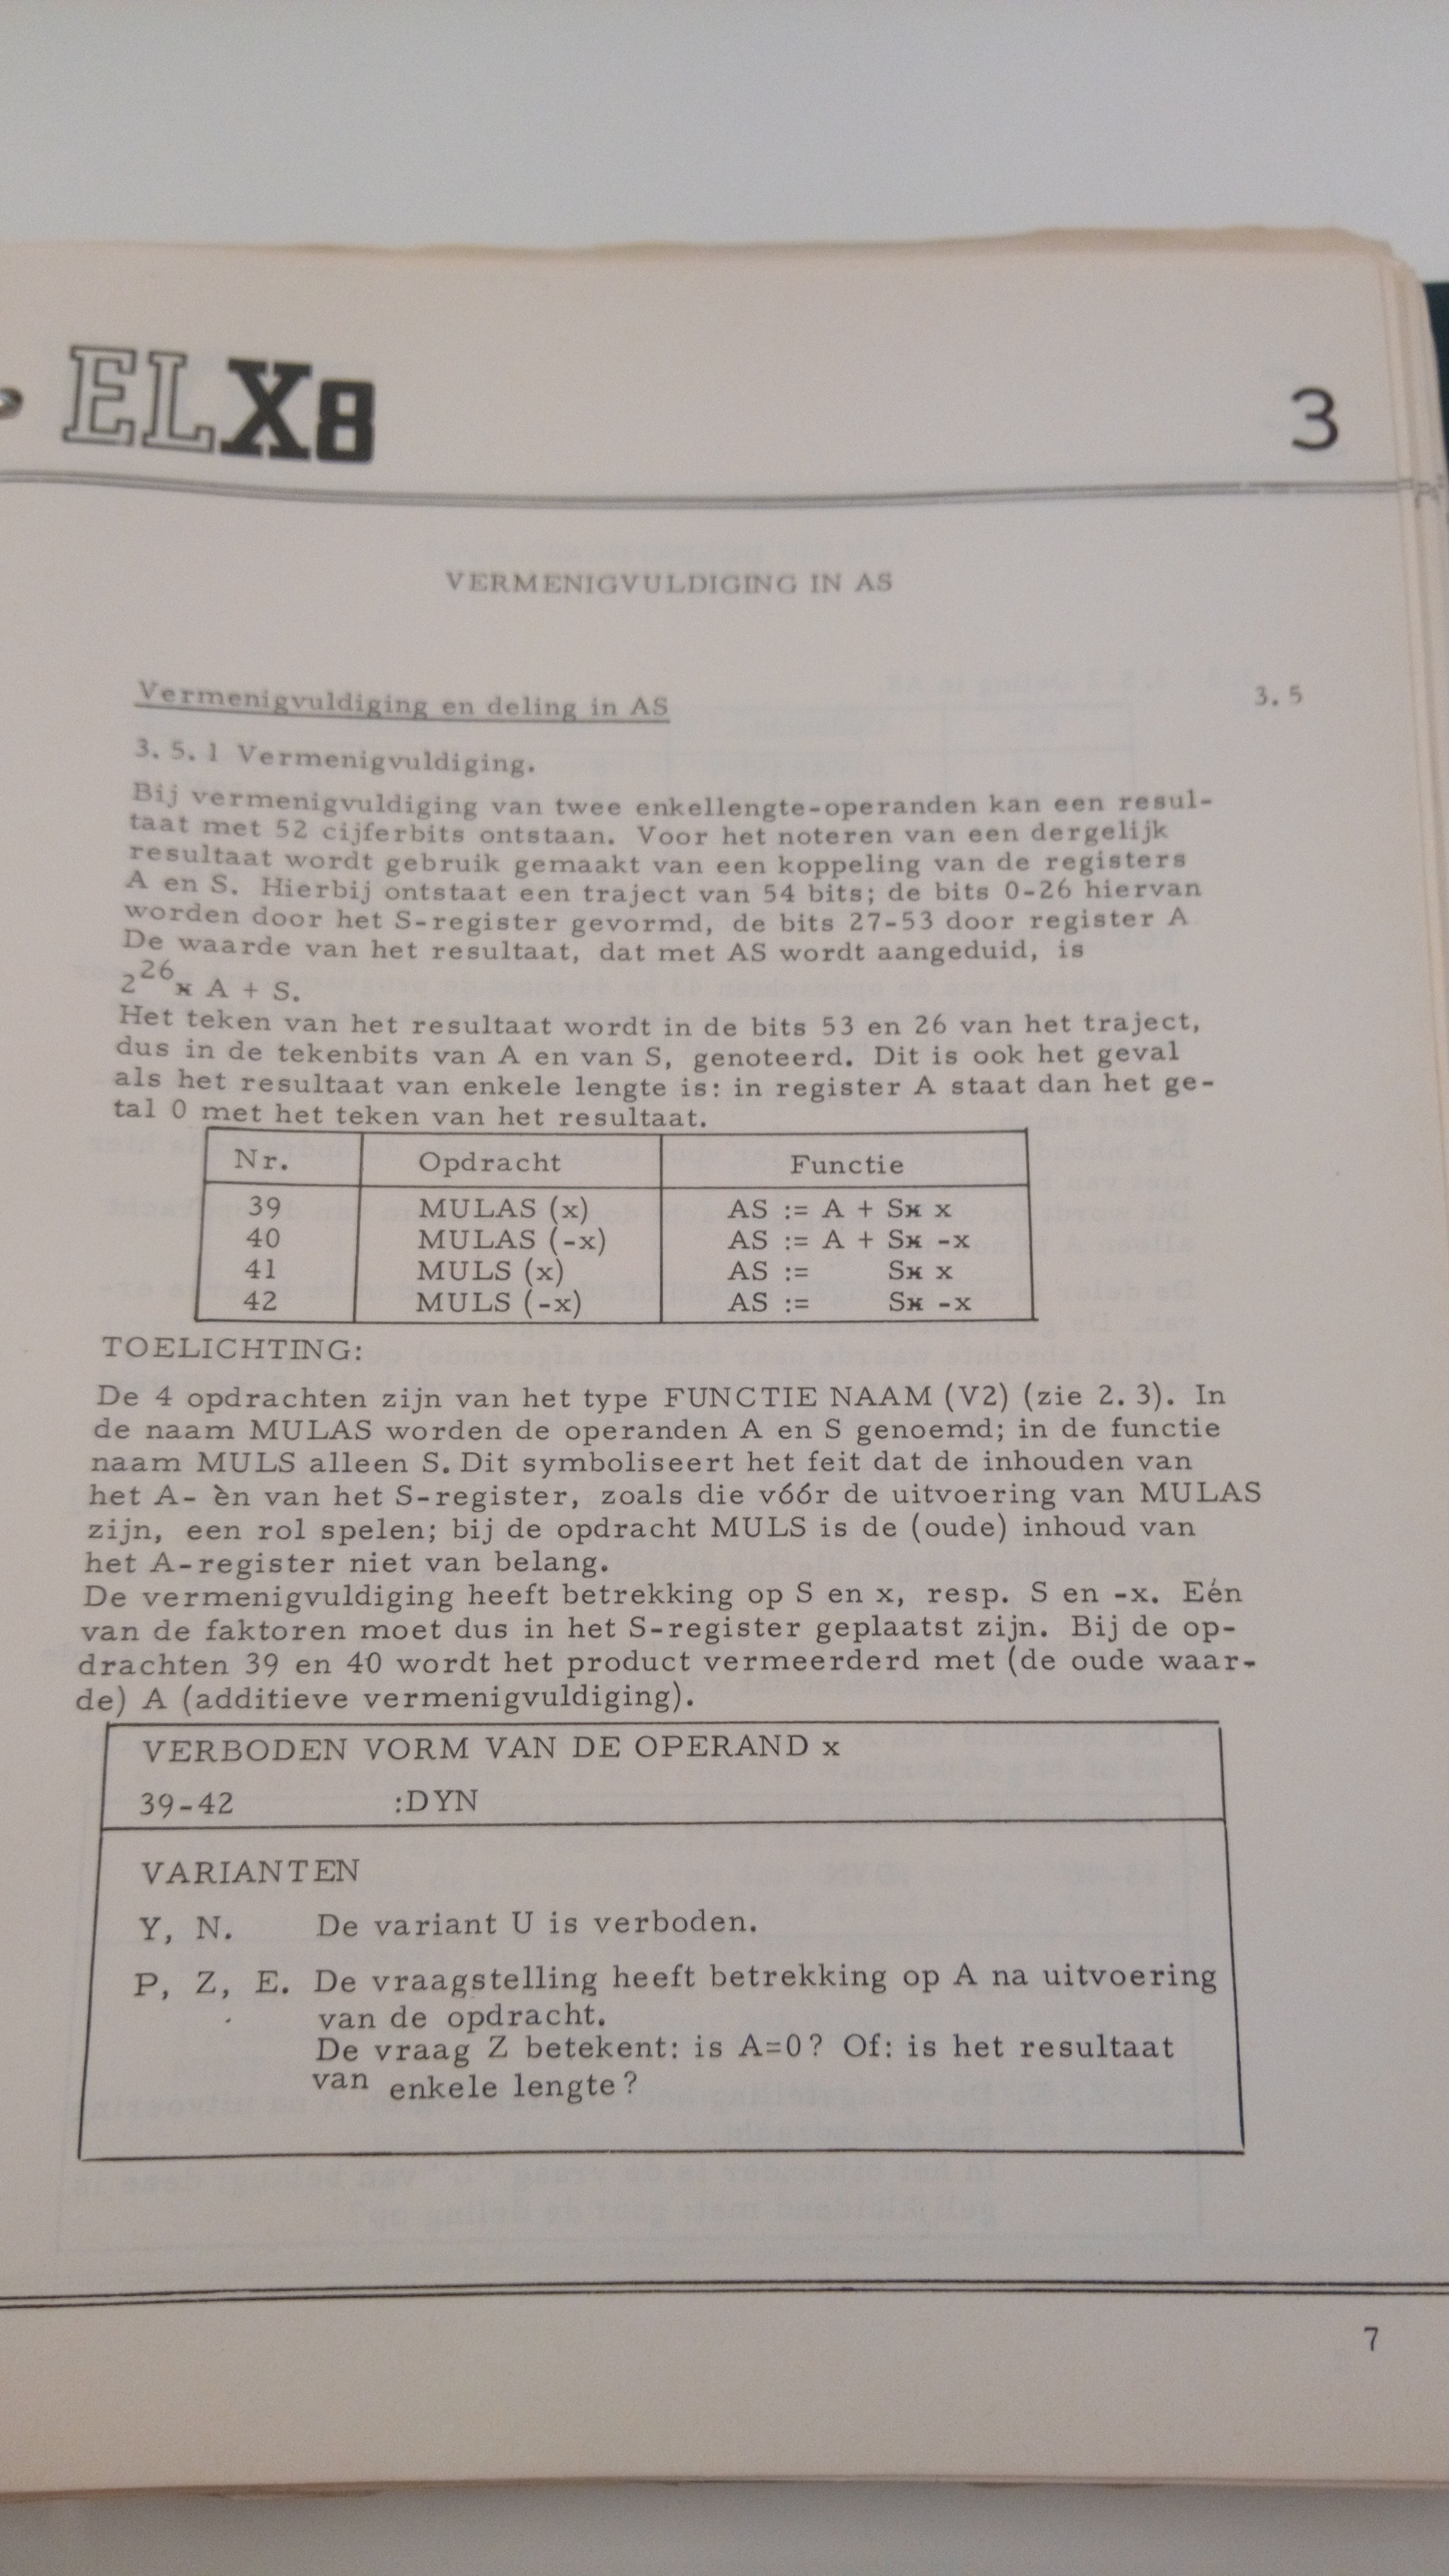 ELX8
3
VERMENIGVULDIGING IN AS
Vermenigvuldiging en deling in AS
3. 5
3. 5. 1 Vermenigvuldiging.
Bij vermenigvuldiging van twee enkellengte-operanden kan een resul-
taat met 52 cijferbits ontstaan. Voor het noteren van een dergelijk
resultaat wordt gebruik gemaakt van een koppeling van de registers
A en S. Hierbij ontstaat een traject van 54 bits; de bits 0-26 hiervan
worden door het S-register gevormd, de bits 27-53 door register A
De waarde van het resultaat, dat met AS wordt aangeduid, is
2^26 ӿ A + S.
Het teken van het resultaat wordt in de bits 53 en 26 van het traject,
dus in de tekenbits van A en van S, genoteerd. Dit is ook het geval
als het resultaat van enkele lengte is: in register A staat dan het ge-
tal 0 met het teken van het resultaat.
Nr. Opdracht Functie
39 MULAS (x) AS := A + Sӿ x
40 MULAS (-x) AS := A + Sӿ -x
41 MULS (x) AS := Sӿ x
42 MULS (-x) AS := Sӿ -x
TOELICHTING:
De 4 opdrachten zijn van het type FUNCTIE NAAM (V2) (zie 2. 3). In
de naam MULAS worden de operanden A en S genoemd; in de functie
naam MULS alleen S. Dit symboliseert het feit dat de inhouden van
het A- èn van het S-register, zoals die vóór de uitvoering van MULAS
zijn, een rol spelen; bij de opdracht MULS is de (oude) inhoud van
het A-register niet van belang.
De vermenigvuldiging heeft betrekking op S en x, resp. S en -x. Eén
van de faktoren moet dus in het S-register geplaatst zijn. Bij de op-
drachten 39 en 40 wordt het product vermeerderd met (de oude waar-
de) A (additieve vermenigvuldiging).
VERBODEN VORM VAN DE OPERAND x
39-42 :DYN
VARIANTEN
Y, N. De variant U is verboden.
P, Z, E. De vraagstelling heeft betrekking op A na uitvoering
van de opdracht.
De vraag Z betekent: is A=0? Of: is het resultaat
van enkele lengte?
7